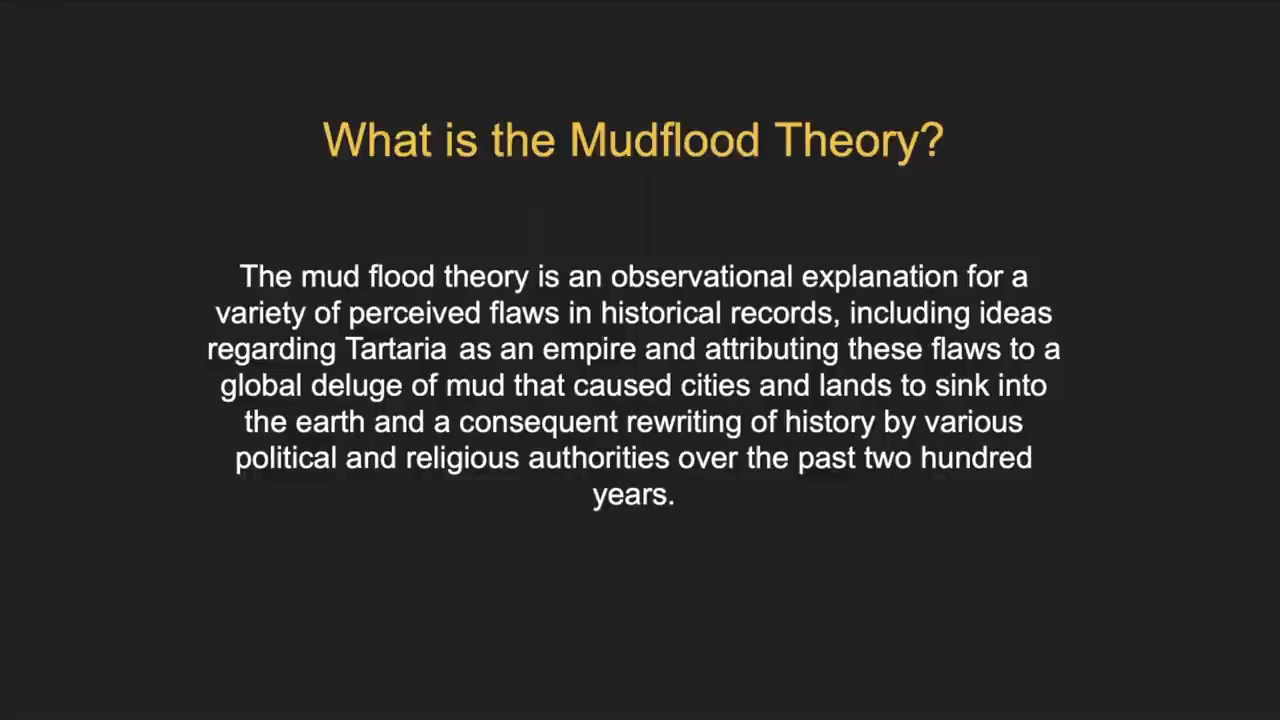 What is the Mudflood Theory?
The mud flood theory is an observational explanation for a
variety of perceived flaws in historical records, including ideas
regarding Tartaria as an empire and attributing these flaws to a
global deluge of mud that caused cities and lands to sink into
the earth and a consequent rewriting of history by various
political and religious authorities over the past two hundred
years.